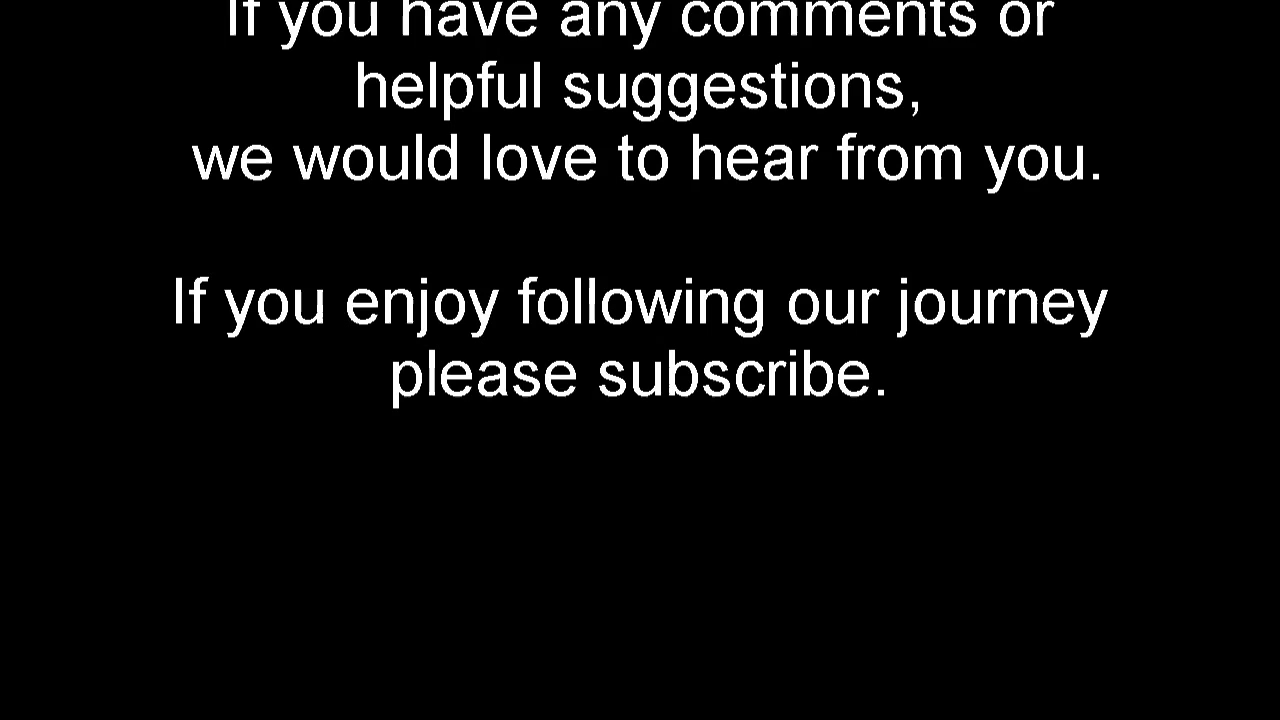 If you have any comments or
helpful suggestions,
we would love to hear from you.
If you enjoy following our journey
please subscribe.